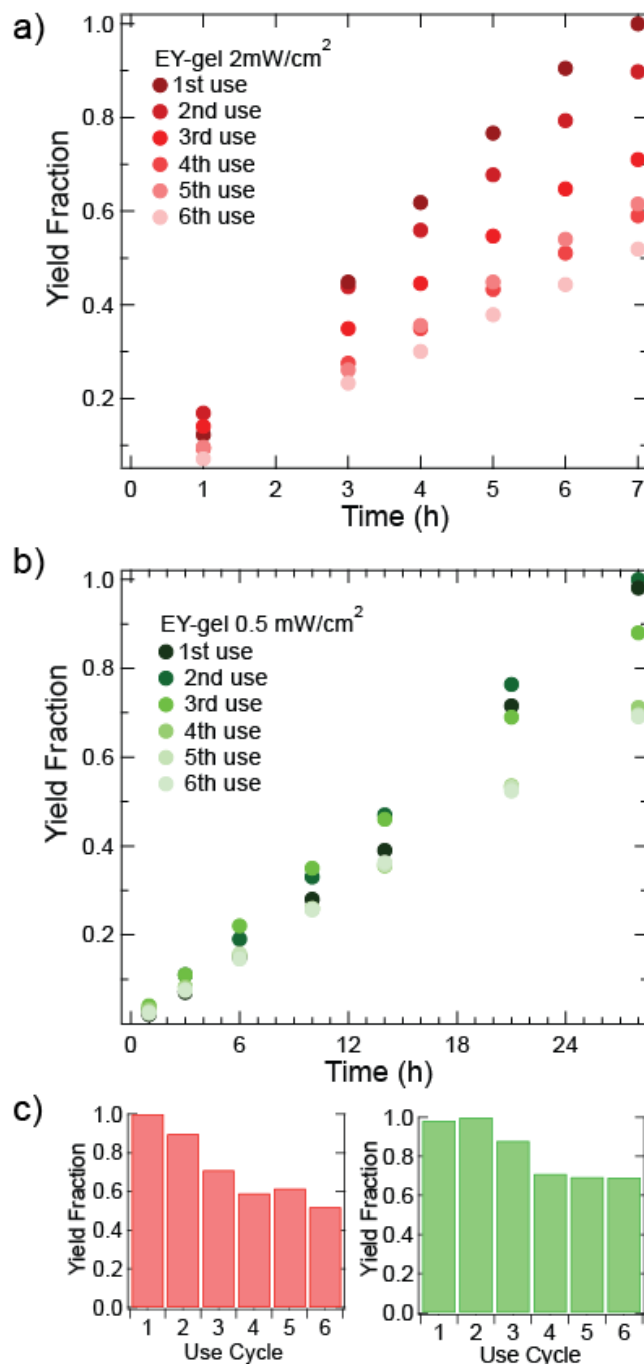 a)
1.0
0.8
0.6
0.4
0.2
Yield Fraction
EY-gel 2mW/cm²
1st use
2nd use
3rd use
4th use
5th use
6th use
0 1 2 3 4 5 6 7
Time (h)
b)
1.0
0.8
0.6
0.4
0.2
Yield Fraction
EY-gel 0.5 mW/cm²
1st use
2nd use
3rd use
4th use
5th use
6th use
0 6 12 18 24
Time (h)
c)
1.0
0.8
0.6
0.4
0.2
0.0
Yield Fraction
1 2 3 4 5 6
Use Cycle
1.0
0.8
0.6
0.4
0.2
0.0
Yield Fraction
1 2 3 4 5 6
Use Cycle